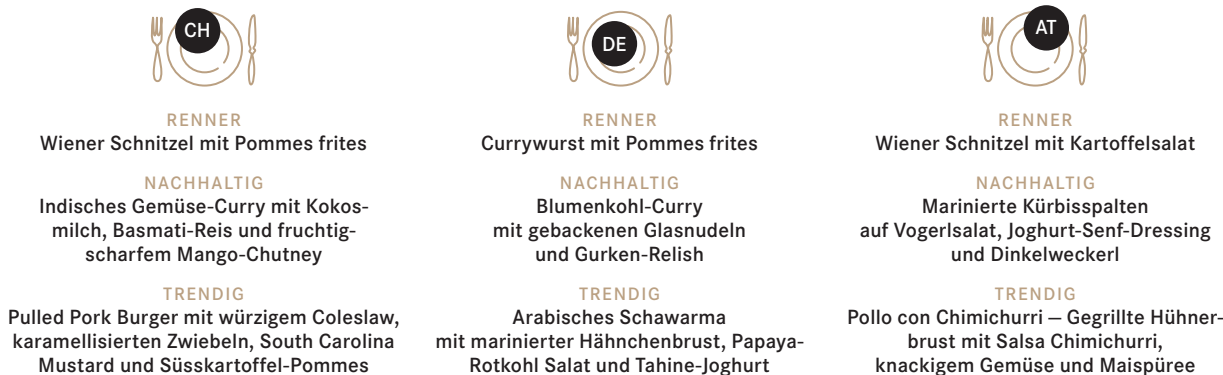 CH
RENNER
Wiener Schnitzel mit Pommes frites
NACHHALTIG
Indisches Gemüse-Curry mit Kokos-
milch, Basmati-Reis und fruchtig-
scharfem Mango-Chutney
TRENDIG
Pulled Pork Burger mit würzigem Coleslaw,
karamellisierten Zwiebeln, South Carolina
Mustard und Süsskartoffel-Pommes
DE
RENNER
Currywurst mit Pommes frites
NACHHALTIG
Blumenkohl-Curry
mit gebackenen Glasnudeln
und Gurken-Relish
TRENDIG
Arabisches Schawarma
mit marinierter Hähnchenbrust, Papaya-
Rotkohl Salat und Tahine-Joghurt
AT
RENNER
Wiener Schnitzel mit Kartoffelsalat
NACHHALTIG
Marinierte Kürbisspalten
auf Vogerlsalat, Joghurt-Senf-Dressing
und Dinkelweckerl
TRENDIG
Pollo con Chimichurri – Gegrillte Hühner-
brust mit Salsa Chimichurri,
knackigem Gemüse und Maispüree